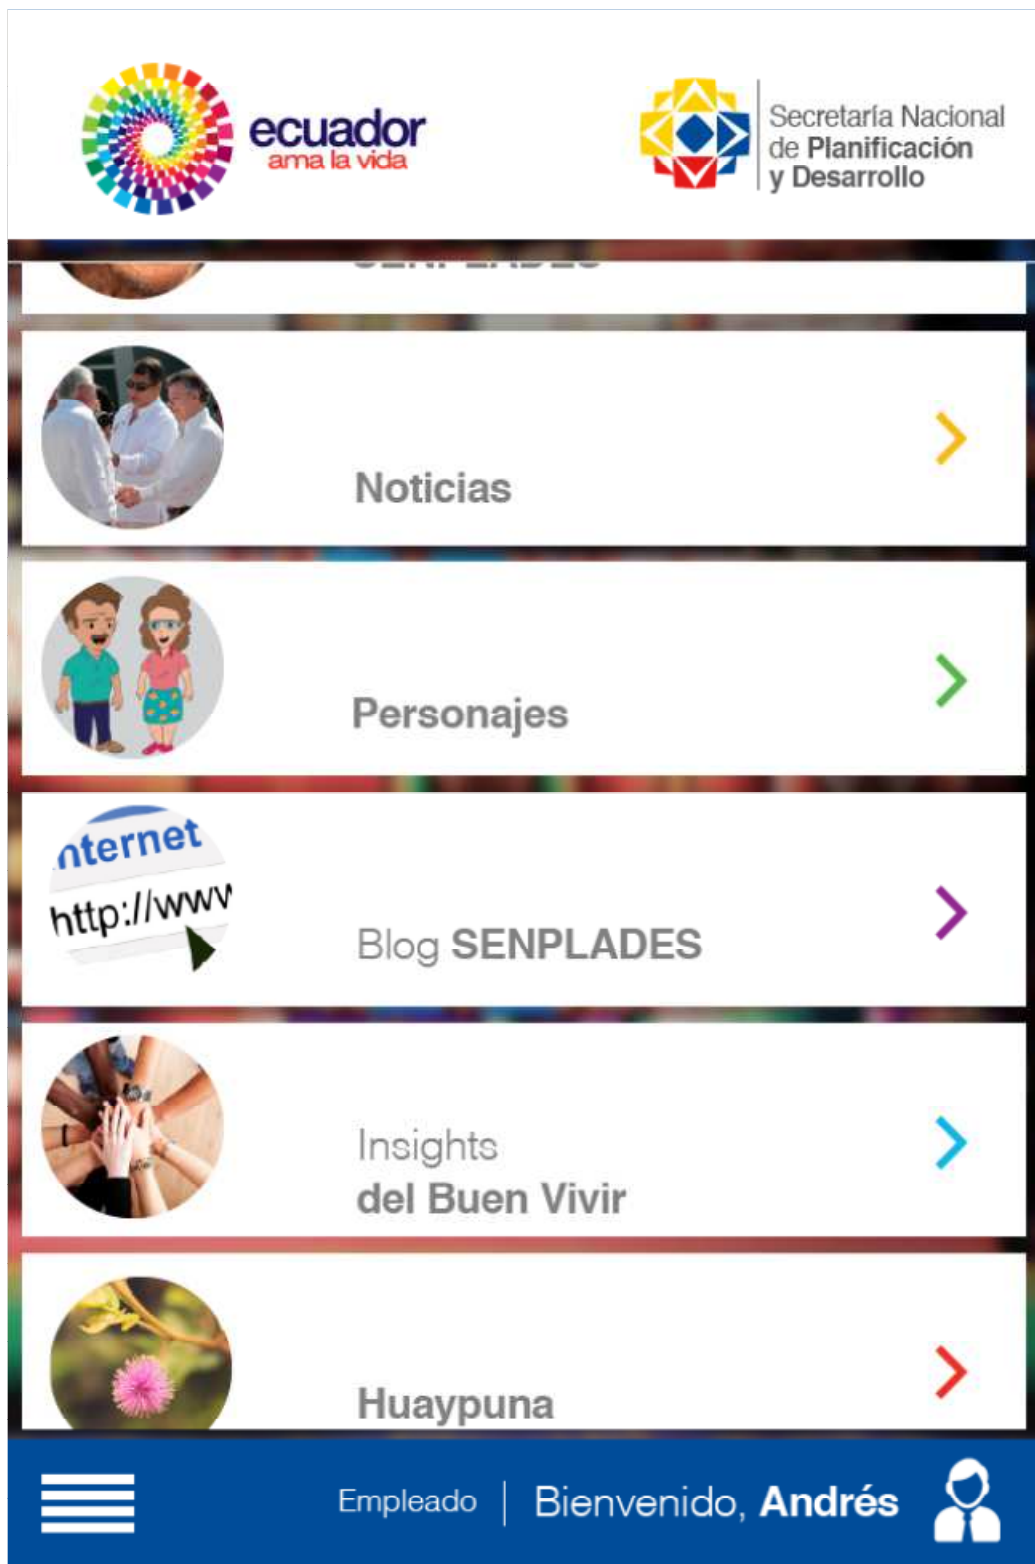 ecuador
ama la vida
Secretaría Nacional
de Planificación
y Desarrollo
SENPLADES
Noticias
Personajes
nternet
http://www
Blog SENPLADES
Insights
del Buen Vivir
Huaypuna
Empleado | Bienvenido, Andrés